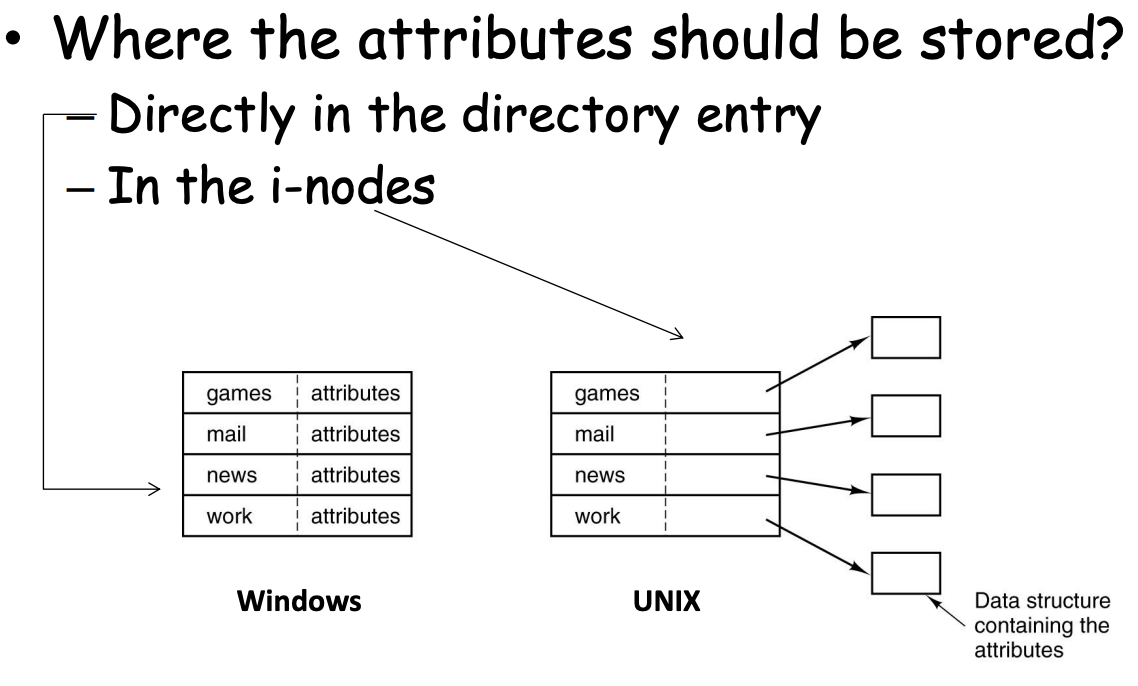 • Where the attributes should be stored?
– Directly in the directory entry
– In the i-nodes
games attributes
mail attributes
news attributes
work attributes
Windows
games
mail
news
work
UNIX
Data structure
containing the
attributes